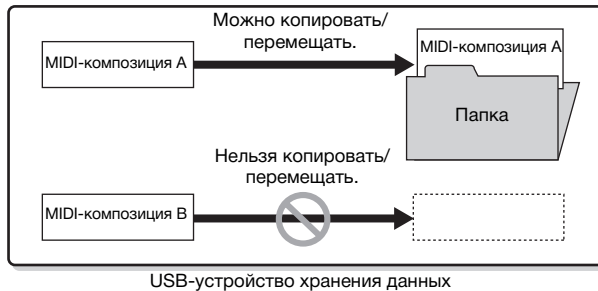 Можно копировать/
перемещать.
MIDI-композиция A
MIDI-композиция A
Папка
Нельзя копировать/
перемещать.
MIDI-композиция B
USB-устройство хранения данных